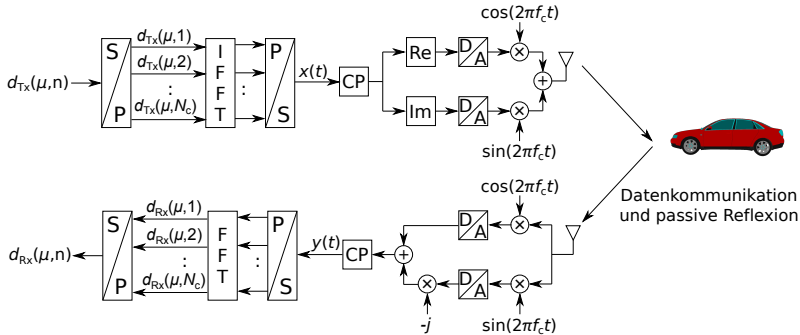 cos(2πf_ct)
d_Tx(μ,n)
S
P
d_Tx(μ,1)
d_Tx(μ,2)
:
d_Tx(μ,N_c)
I
F
F
T
:
P
S
x(t)
CP
Re
Im
D
A
D
A
×
×
+
sin(2πf_ct)
Datenkommunikation
und passive Reflexion
cos(2πf_ct)
d_Rx(μ,n)
S
P
d_Rx(μ,1)
d_Rx(μ,2)
:
d_Rx(μ,N_c)
F
F
T
:
P
S
y(t)
CP
+
×
-j
D
A
D
A
×
×
sin(2πf_ct)